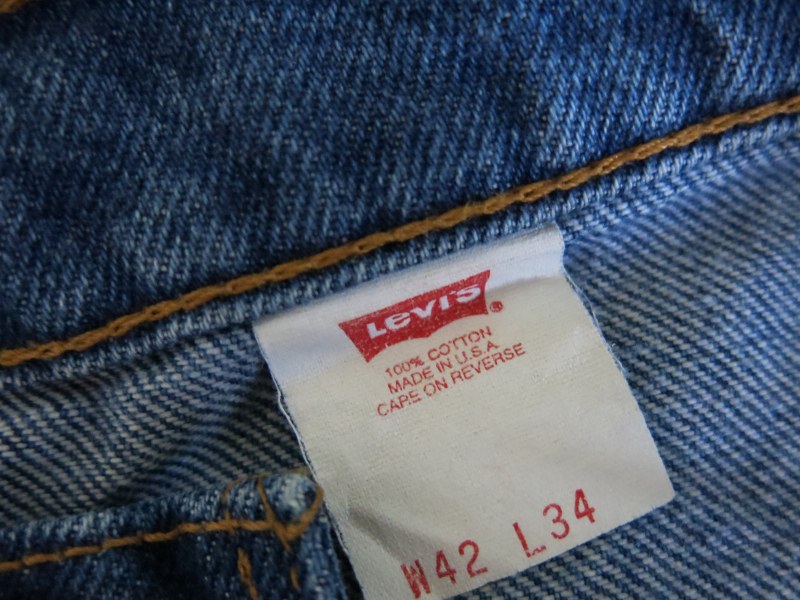 Levi's®
100% COTTON
MADE IN U.S.A.
CARE ON REVERSE
W42 L34